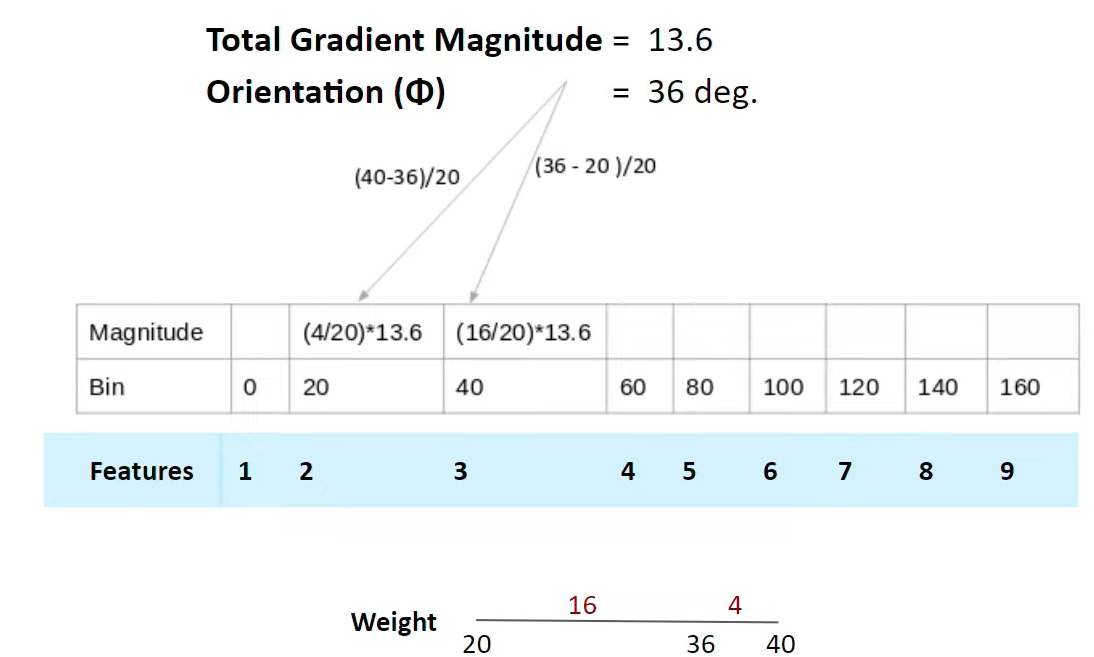 Total Gradient Magnitude = 13.6
Orientation (Φ) = 36 deg.
(40-36)/20
(36 - 20 )/20
Magnitude (4/20)*13.6 (16/20)*13.6
Bin 0 20 40 60 80 100 120 140 160
Features 1 2 3 4 5 6 7 8 9
16 4
Weight
20 36 40